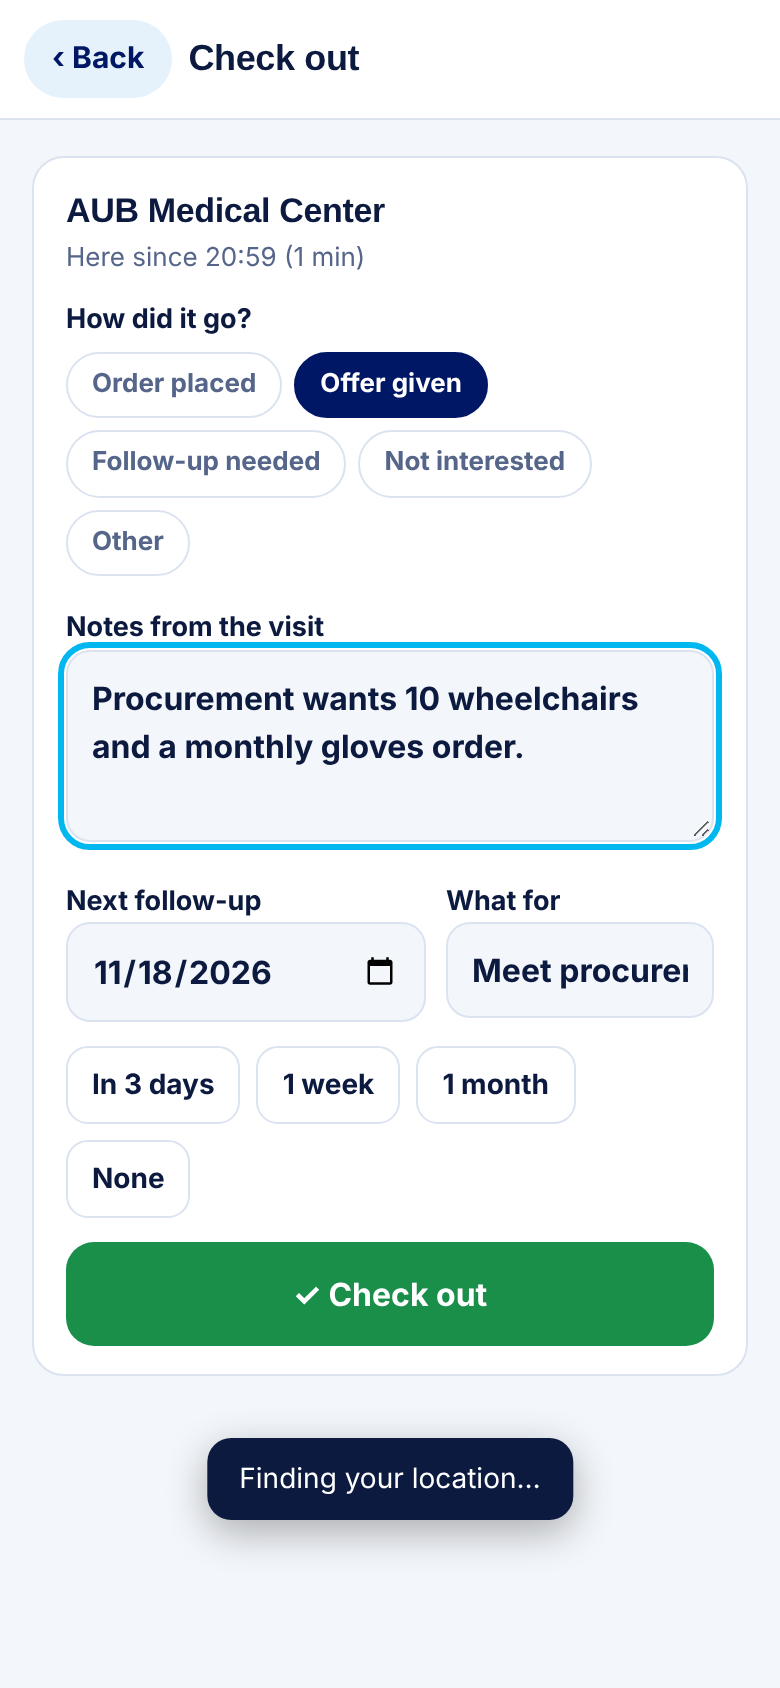 ‹ Back Check out
AUB Medical Center
Here since 20:59 (1 min)
How did it go?
Order placed Offer given
Follow-up needed Not interested
Other
Notes from the visit
Procurement wants 10 wheelchairs
and a monthly gloves order.
Next follow-up What for
11/18/2026 Meet procurer
In 3 days 1 week 1 month
None
✓ Check out
Finding your location...